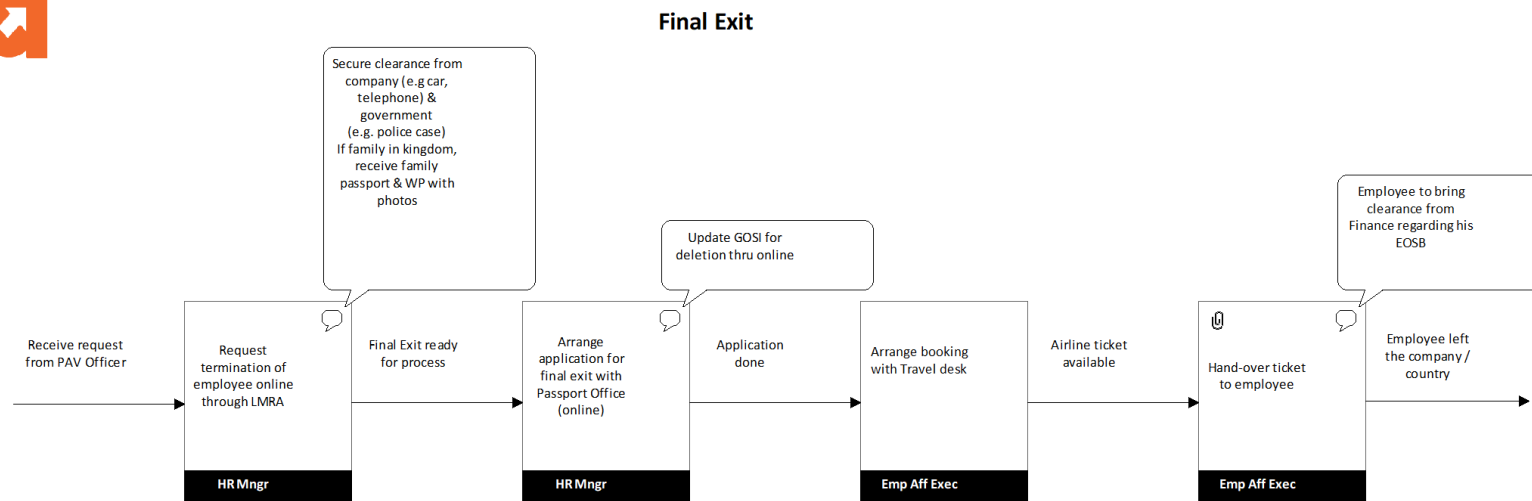 Final Exit
Secure clearance from
company (e.g car,
telephone) &
government
(e.g. police case)
If family in kingdom,
receive family
passport & WP with
photos
Update GOSI for
deletion thru online
Employee to bring
clearance from
Finance regarding his
EOSB
Receive request
from PAV Officer
Request
termination of
employee online
through LMRA
HR Mngr
Final Exit ready
for process
Arrange
application for
final exit with
Passport Office
(online)
HR Mngr
Application
done
Arrange booking
with Travel desk
Emp Aff Exec
Airline ticket
available
Hand-over ticket
to employee
Emp Aff Exec
Employee left
the company /
country